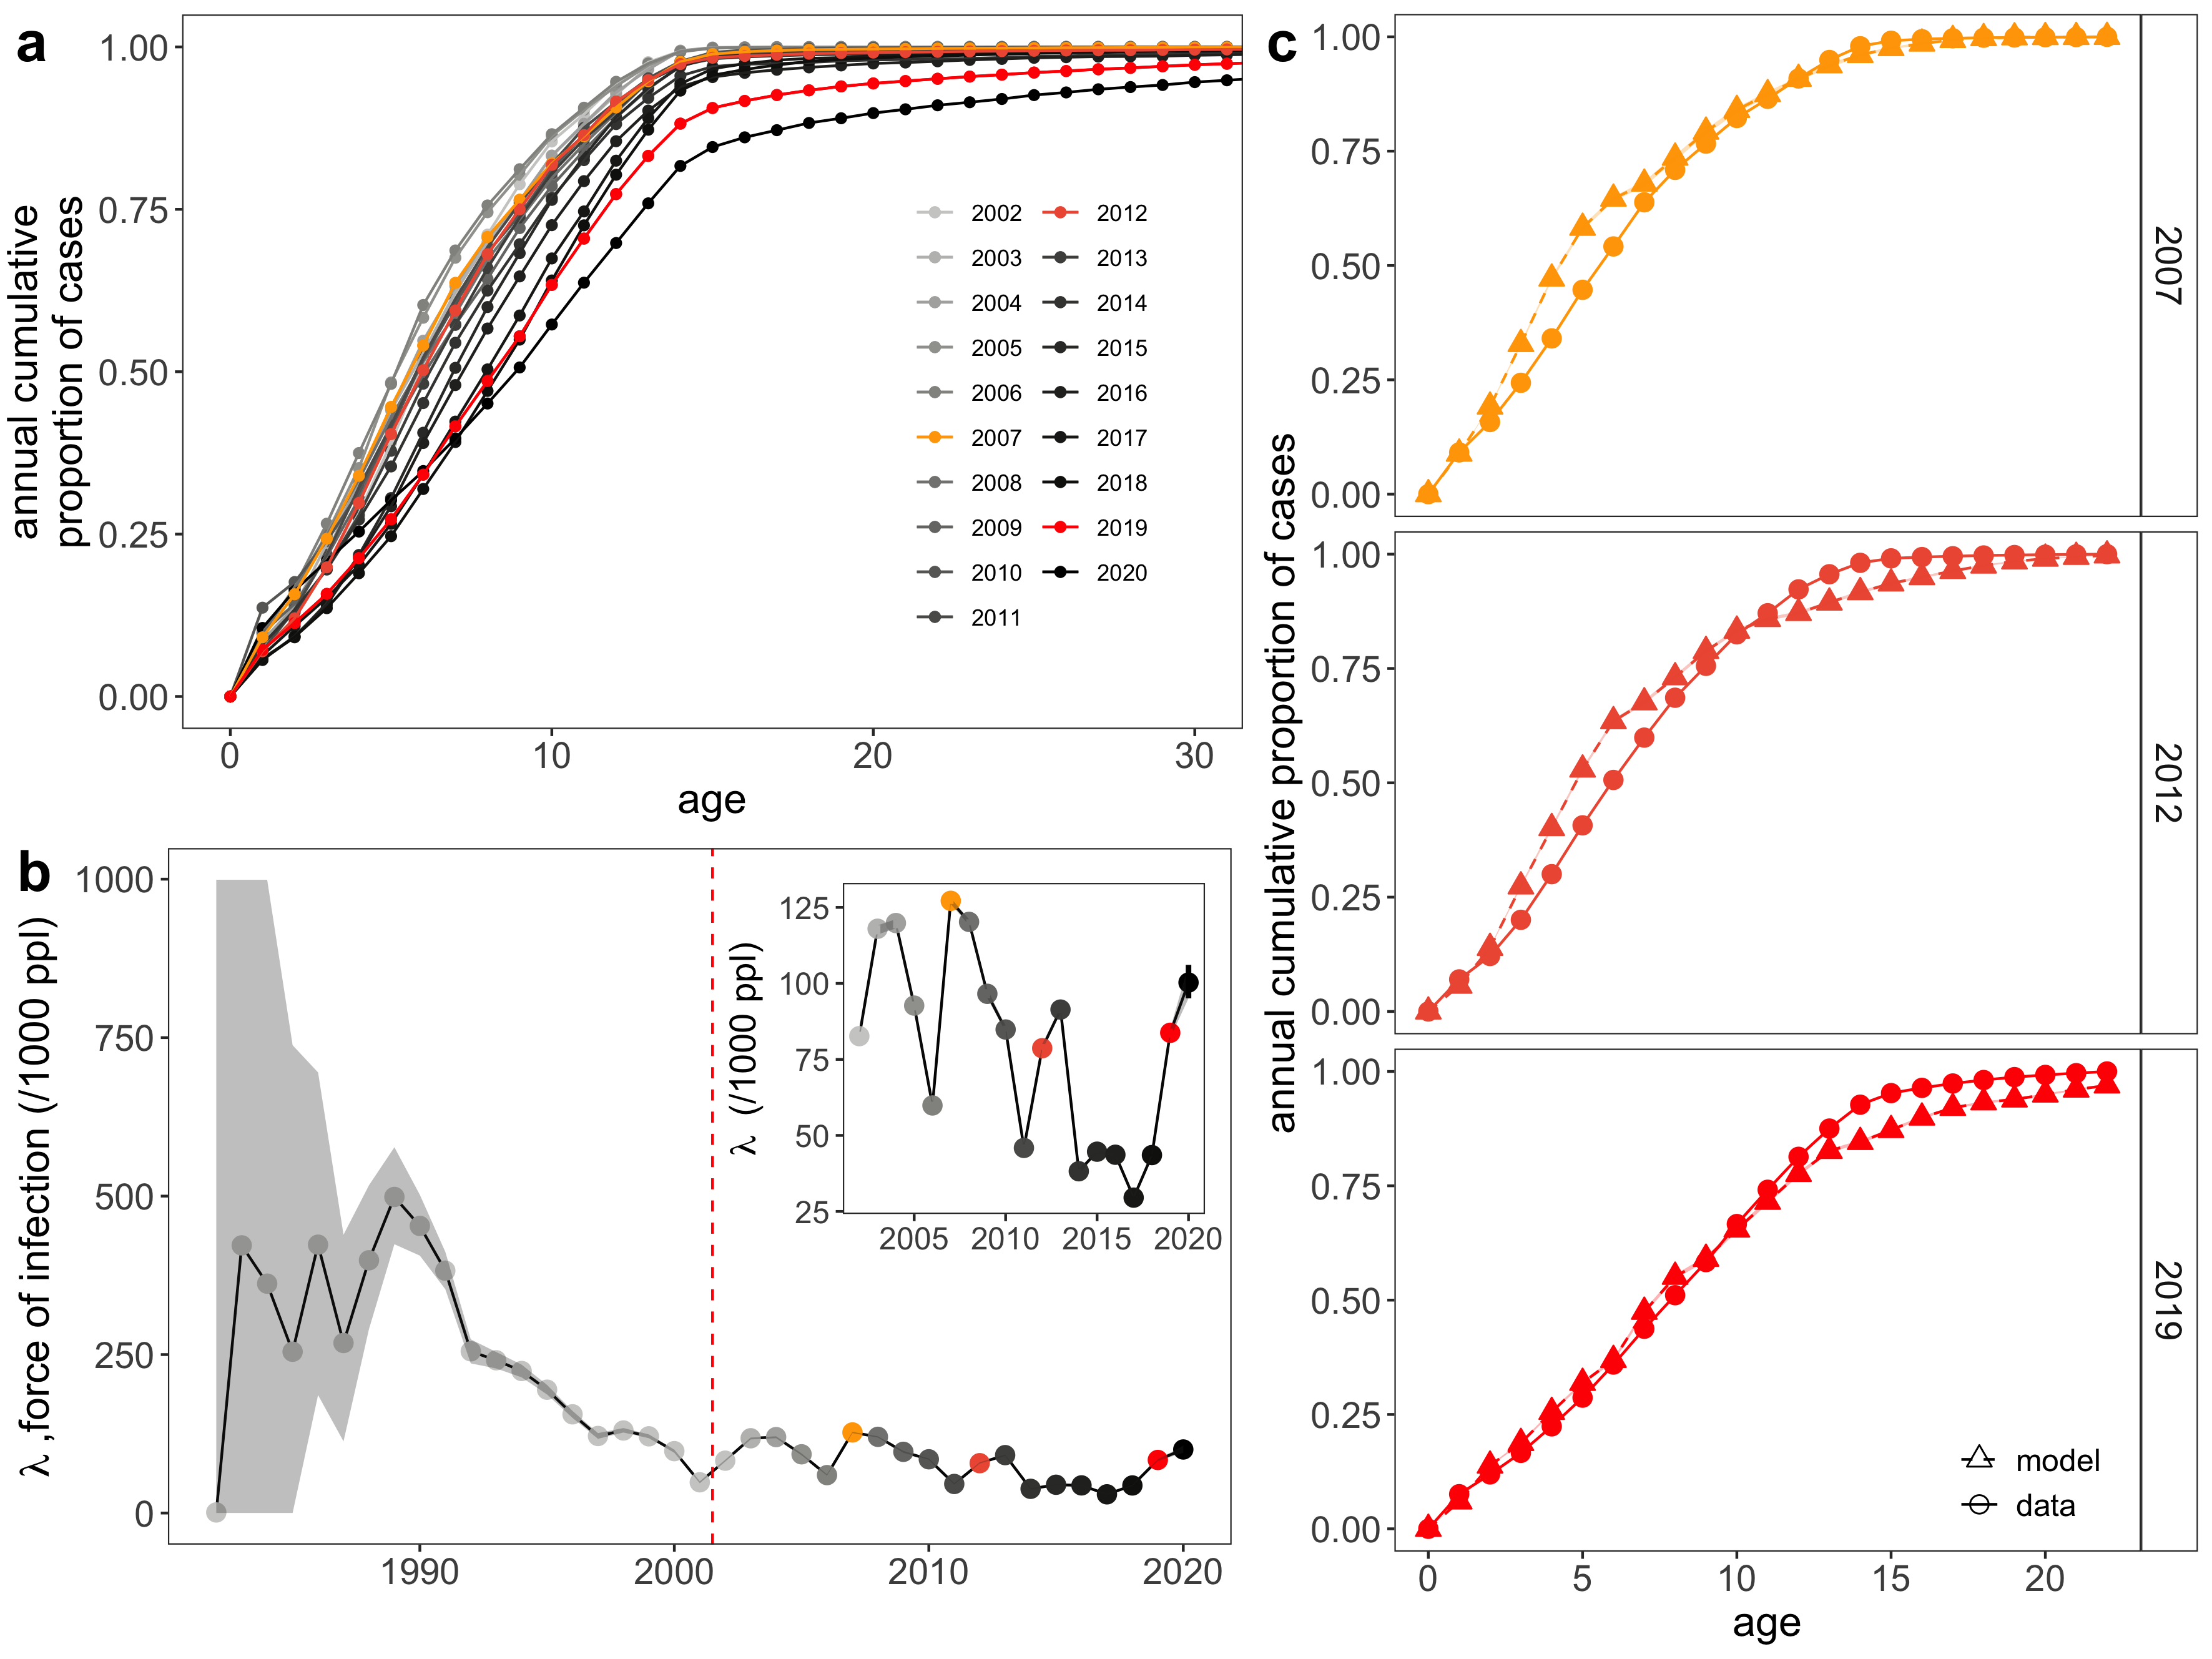 a
annual cumulative
proportion of cases
1.00
0.75
0.50
0.25
0.00
0 10 20 30
age
2002 2012
2003 2013
2004 2014
2005 2015
2006 2016
2007 2017
2008 2018
2009 2019
2010 2020
2011
b
λ ,force of infection (/1000 ppl)
1000
750
500
250
0
1990 2000 2010 2020
λ (/1000 ppl)
125
100
75
50
25
2005 2010 2015 2020
c
annual cumulative proportion of cases
1.00
0.75
0.50
0.25
0.00
2007
1.00
0.75
0.50
0.25
0.00
2012
1.00
0.75
0.50
0.25
0.00
2019
model
data
0 5 10 15 20
age